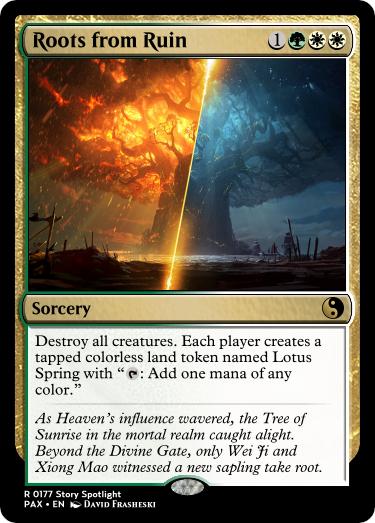 Roots from Ruin 1
Sorcery
Destroy all creatures. Each player creates a
tapped colorless land token named Lotus
Spring with “: Add one mana of any
color.”
As Heaven’s influence wavered, the Tree of
Sunrise in the mortal realm caught alight.
Beyond the Divine Gate, only Wei Ji and
Xiong Mao witnessed a new sapling take root.
R 0177 Story Spotlight
PAX • EN David Frasheski